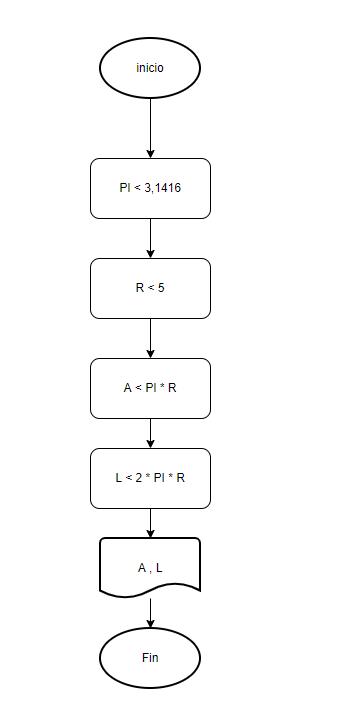 inicio
PI < 3,1416
R < 5
A < PI * R
L < 2 * PI * R
A , L
Fin